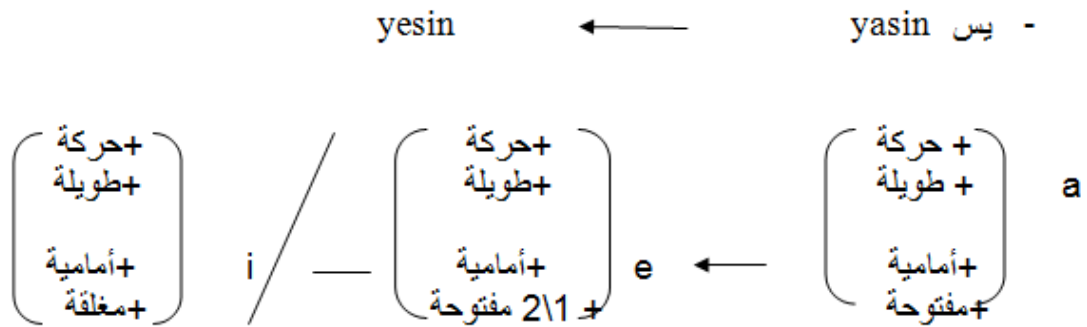 - يس yasin ← yesin
+ حركة +حركة +حركة
+ طويلة +طويلة +طويلة
a ← e — / i
+أمامية +أمامية +أمامية
+مفتوحة + 1\2 مفتوحة +مغلقة